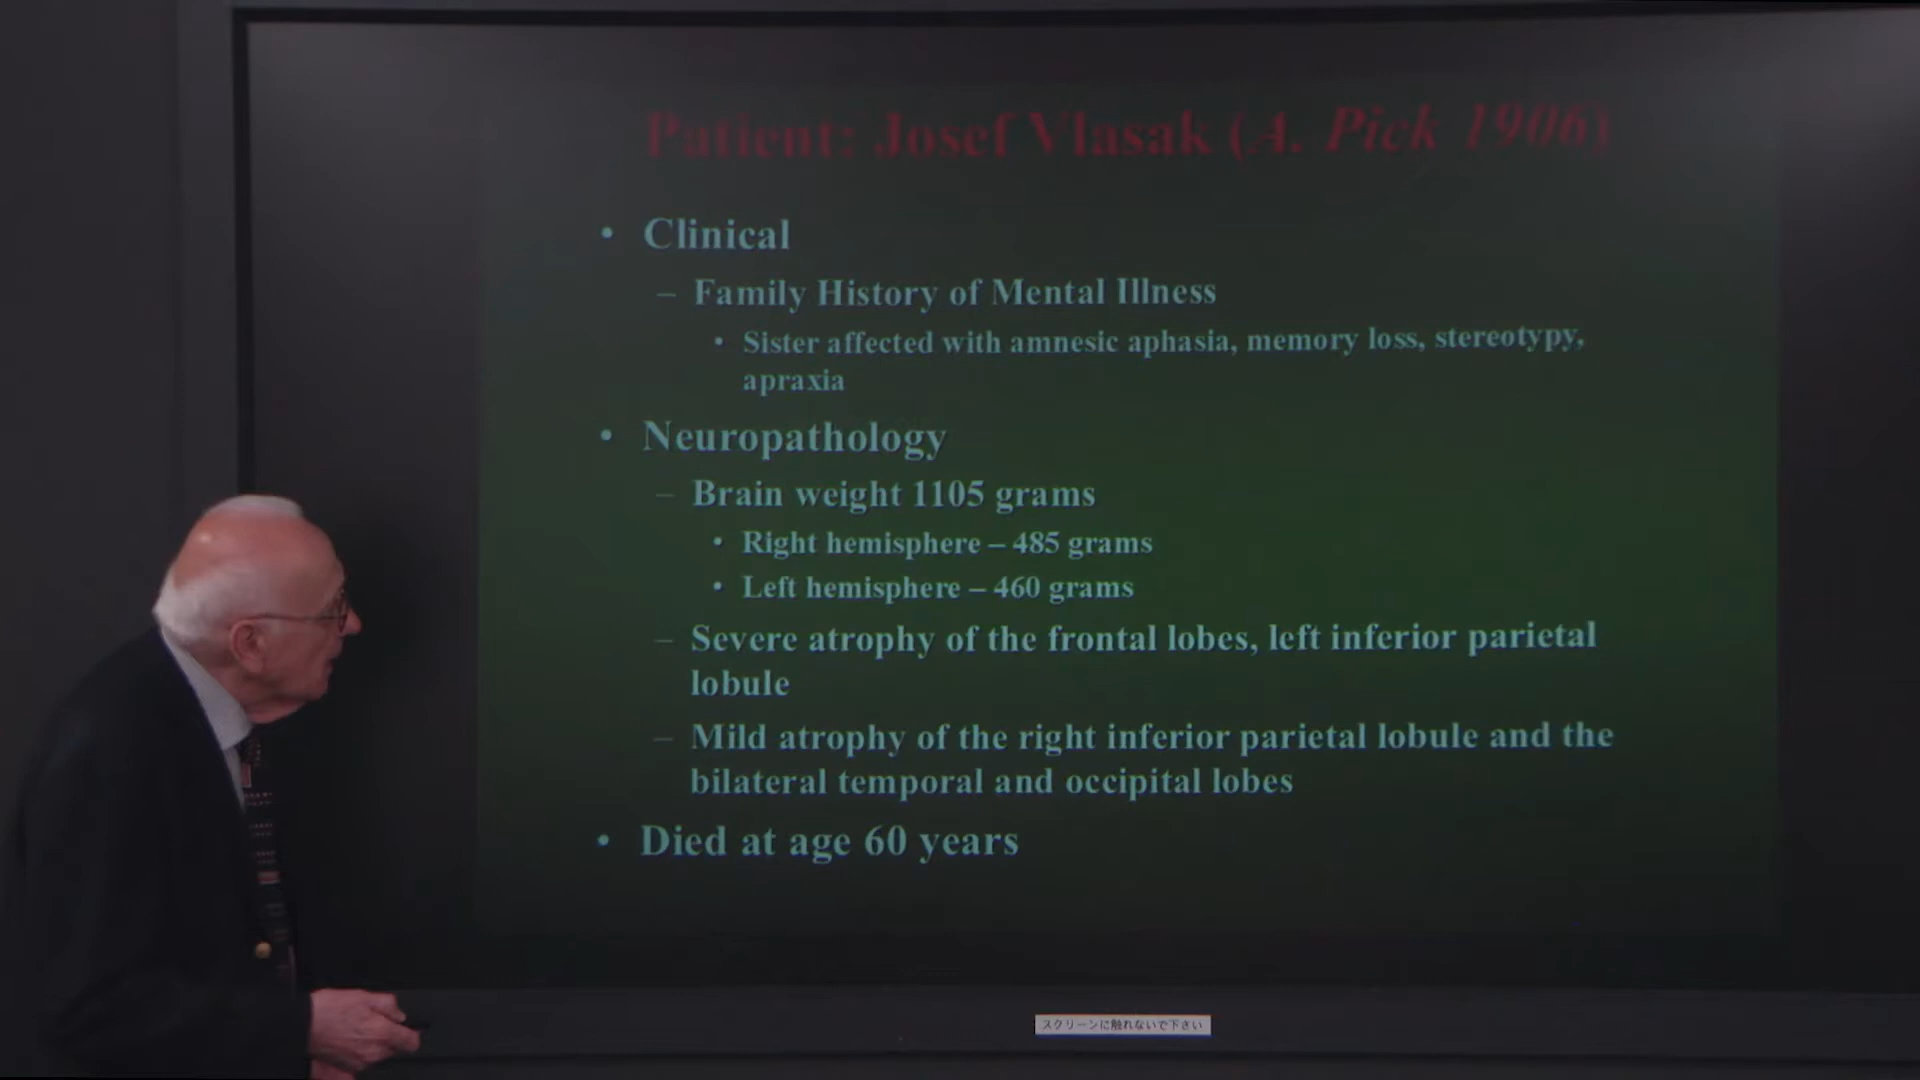 Patient: Josef Vlasak (A. Pick 1906)
• Clinical
– Family History of Mental Illness
• Sister affected with amnesic aphasia, memory loss, stereotypy,
apraxia
• Neuropathology
– Brain weight 1105 grams
• Right hemisphere – 485 grams
• Left hemisphere – 460 grams
– Severe atrophy of the frontal lobes, left inferior parietal
lobule
– Mild atrophy of the right inferior parietal lobule and the
bilateral temporal and occipital lobes
• Died at age 60 years
スクリーンに触れないで下さい